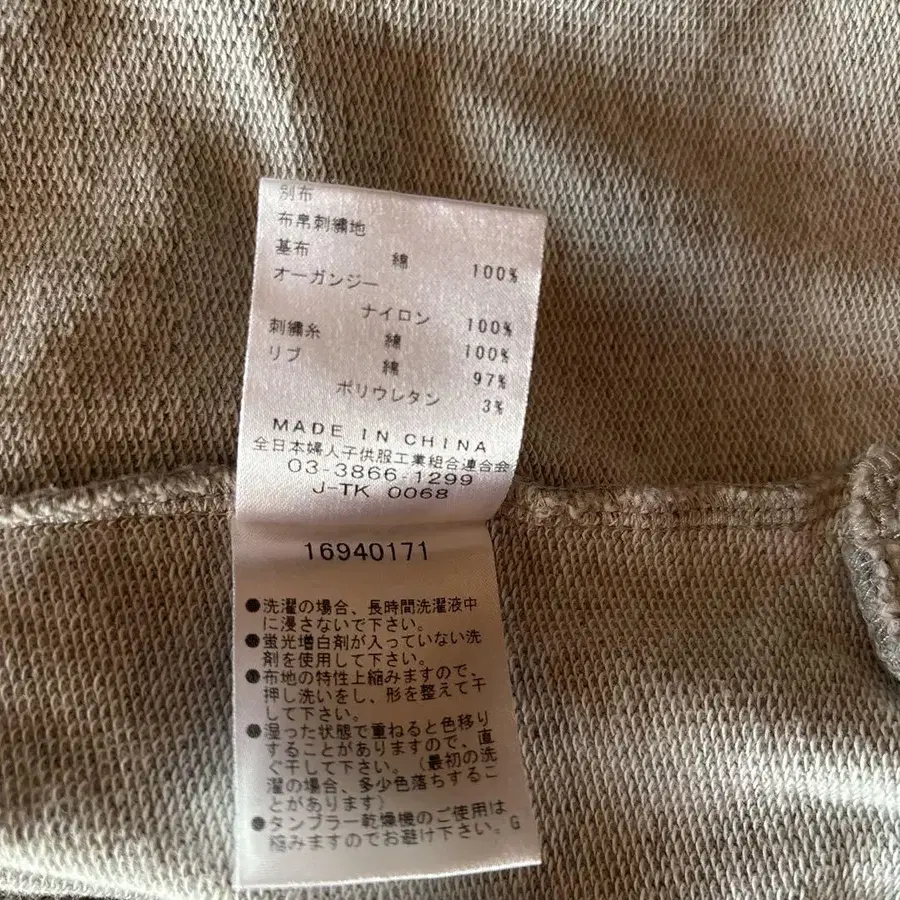 別布
布帛刺繍地
基布 綿 100%
オーガンジー
ナイロン 100%
刺繍糸 綿 100%
リブ 綿 97%
ポリウレタン 3%
MADE IN CHINA
全日本婦人子供服工業組合連合会
03-3866-1299
J-TK 0068
16940171
●洗濯の場合、長時間洗濯液中
に浸さないで下さい。
●蛍光増白剤が入っていない洗
剤を使用して下さい。
●布地の特性上縮みますので、
押し洗いをし、形を整えて干
して下さい。
●湿った状態で重ねると色移り
することがありますので、直
ぐ干して下さい。（最初の洗
濯の場合、多少色落ちするこ
とがあります）
●タンブラー乾燥機のご使用は
縮みますのでお避け下さい。G